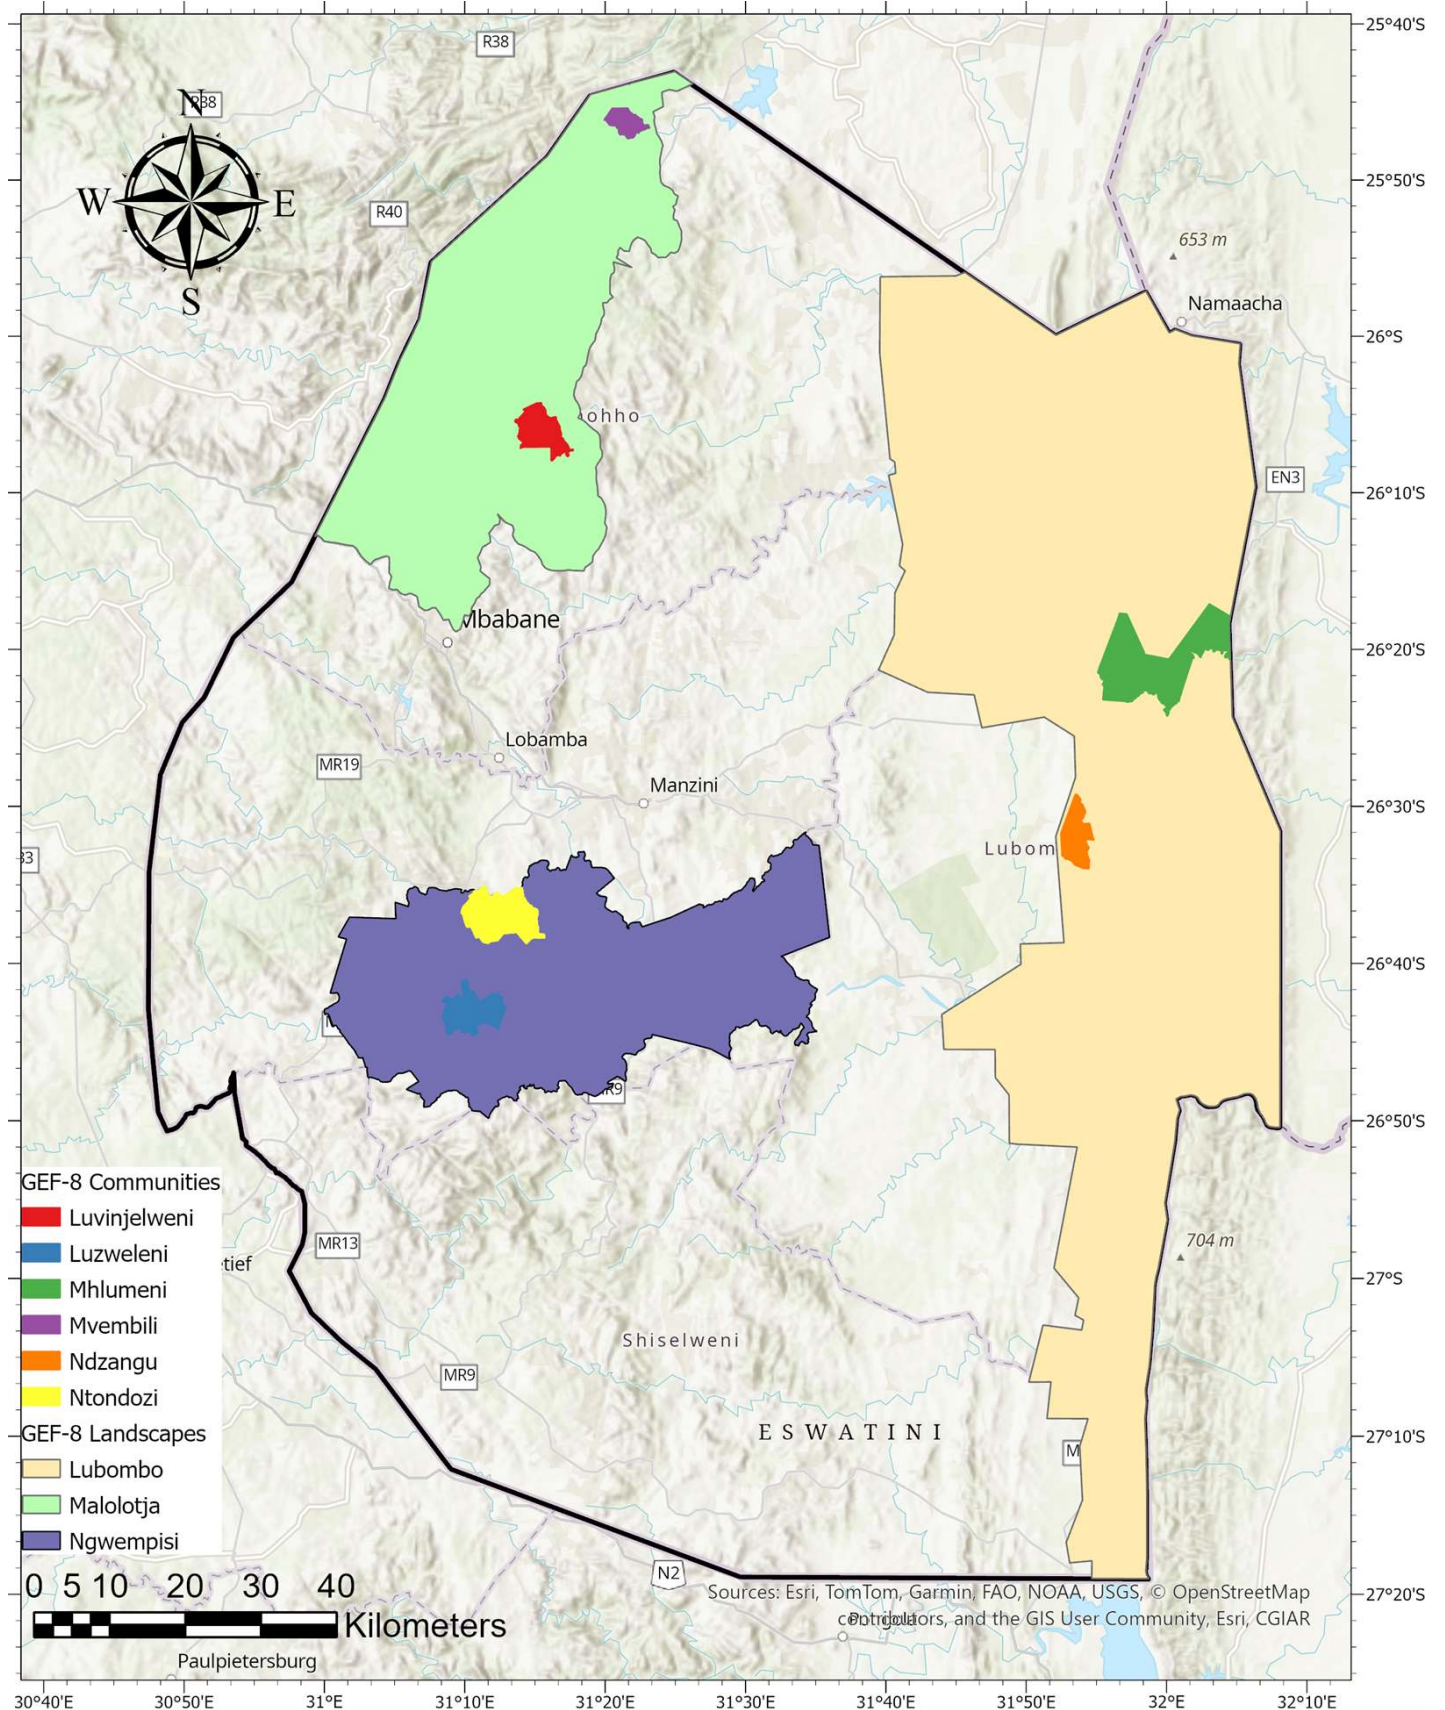 25°40'S
R38
N
R38
25°50'S
W
E
R40
653 m
S
Namaacha
26°S
ohho
EN3
26°10'S
Mbabane
26°20'S
Lobamba
MR19
Manzini
26°30'S
Lubom
33
26°40'S
R9
26°50'S
GEF-8 Communities
Luvinjelweni
Luzweleni
Mhlumeni
Mvembili
Ndzangu
Ntondozi
GEF-8 Landscapes
Lubombo
Malolotja
Ngwempisi
MR13
704 m
etief
27°S
Shiselweni
MR9
ESWATINI
27°10'S
M
N2
0 5 10 20 30 40
Kilometers
27°20'S
Sources: Esri, TomTom, Garmin, FAO, NOAA, USGS, © OpenStreetMap
contributors, and the GIS User Community, Esri, CGIAR
Paulpietersburg
30°40'E 30°50'E 31°E 31°10'E 31°20'E 31°30'E 31°40'E 31°50'E 32°E 32°10'E